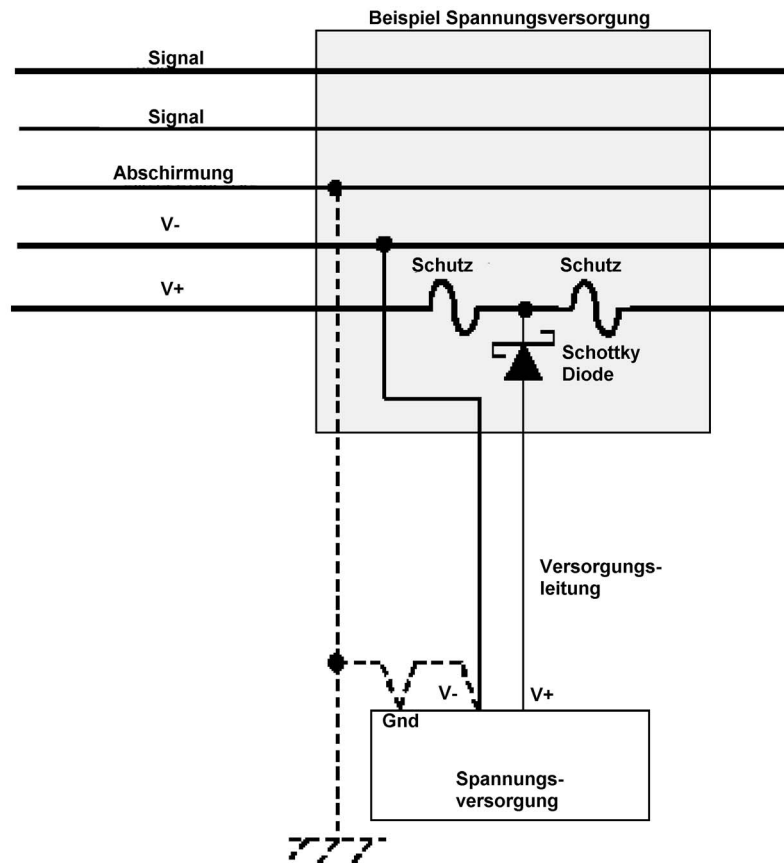 Beispiel Spannungsversorgung
Signal
Signal
Abschirmung
V-
V+
Schutz
Schutz
Schottky
Diode
Versorgungs-
leitung
V-
V+
Gnd
Spannungs-
versorgung